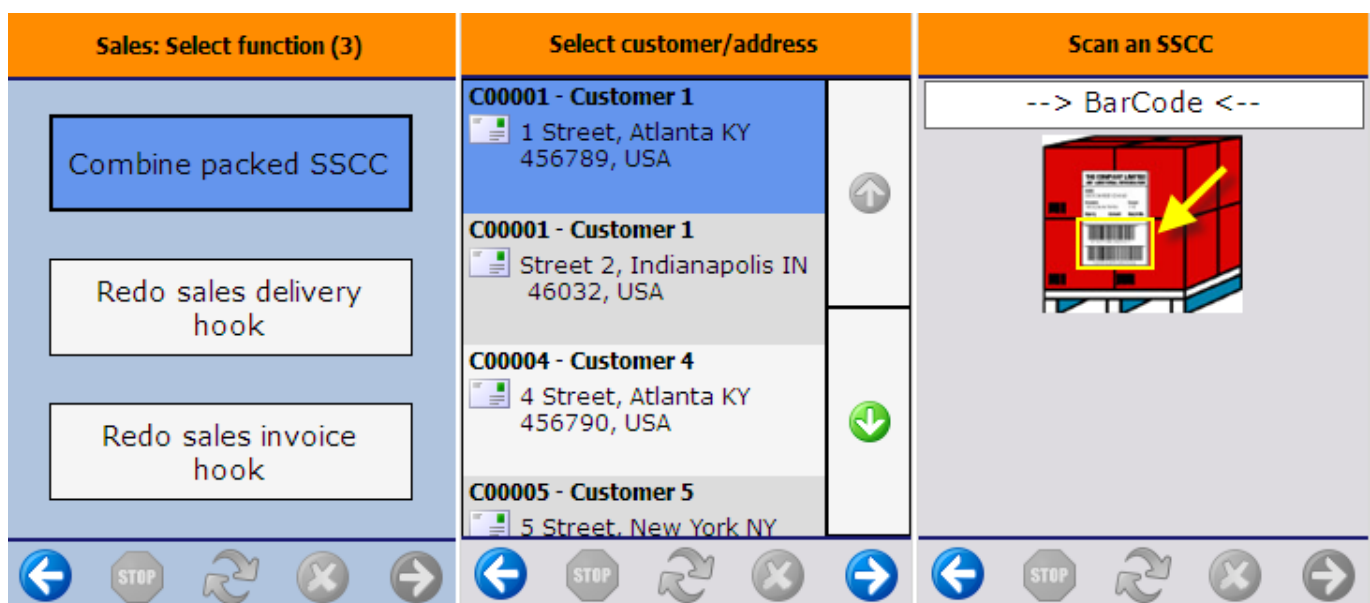 Sales: Select function (3)
Combine packed SSCC
Redo sales delivery
hook
Redo sales invoice
hook
STOP
Select customer/address
C00001 - Customer 1
1 Street, Atlanta KY
456789, USA
C00001 - Customer 1
Street 2, Indianapolis IN
46032, USA
C00004 - Customer 4
4 Street, Atlanta KY
456790, USA
C00005 - Customer 5
5 Street, New York NY
STOP
Scan an SSCC
--> BarCode <--
THE COMPANY LIMITED
STOP